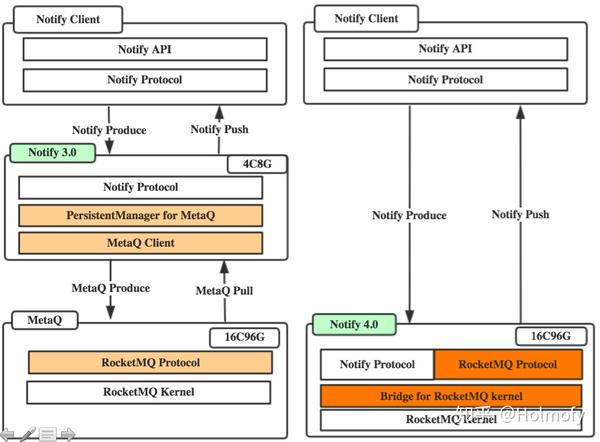 Notify Client
Notify API
Notify Protocol
Notify Produce
Notify Push
Notify 3.0
4C8G
Notify Protocol
PersistentManager for MetaQ
MetaQ Client
MetaQ Produce
MetaQ Pull
MetaQ
16C96G
RocketMQ Protocol
RocketMQ Kernel
Notify Client
Notify API
Notify Protocol
Notify Produce
Notify Push
Notify 4.0
16C96G
Notify Protocol
RocketMQ Protocol
Bridge for RocketMQ kernel
RocketMQ Kernel
知乎 @Holmofy